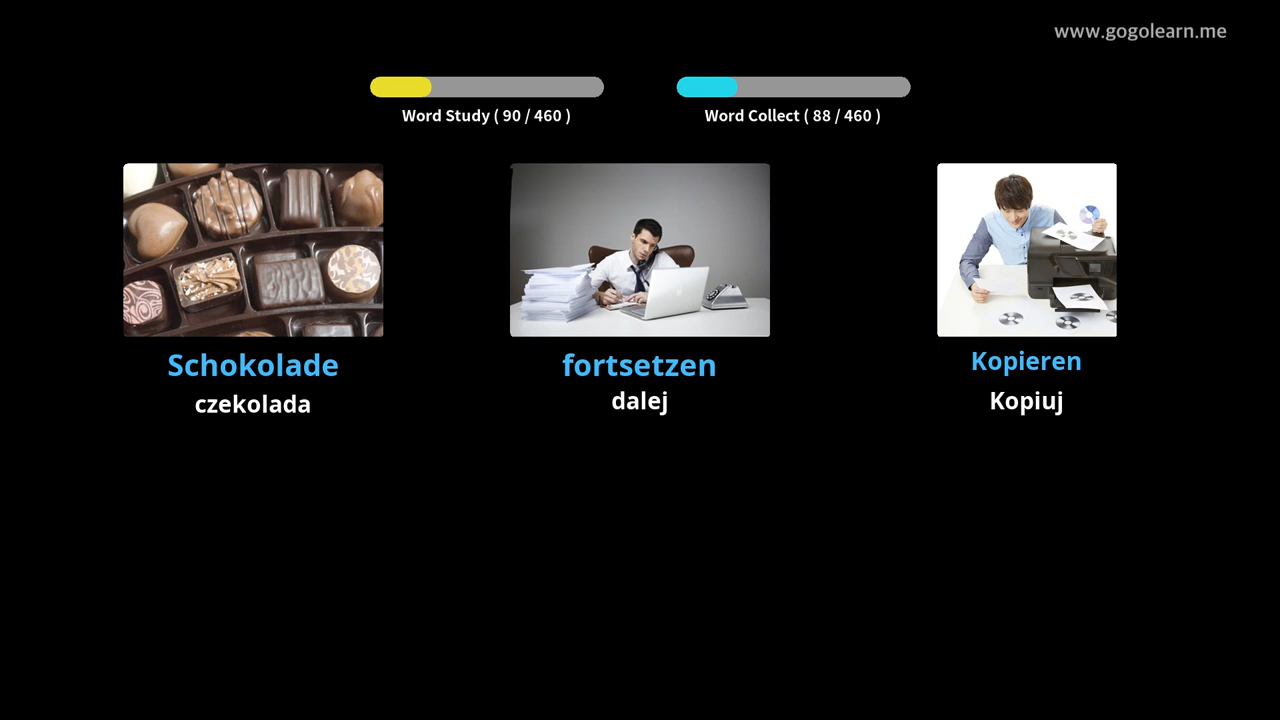 www.gogolearn.me
Word Study ( 90 / 460 )
Word Collect ( 88 / 460 )
Schokolade
czekolada
fortsetzen
dalej
Kopieren
Kopiuj